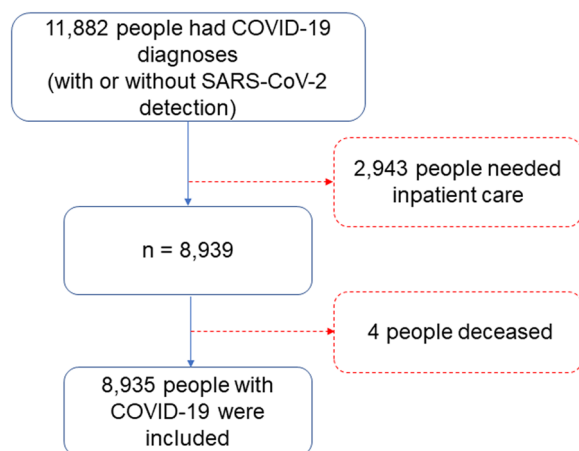 11,882 people had COVID-19
diagnoses
(with or without SARS-CoV-2
detection)
2,943 people needed
inpatient care
n = 8,939
4 people deceased
8,935 people with
COVID-19 were
included